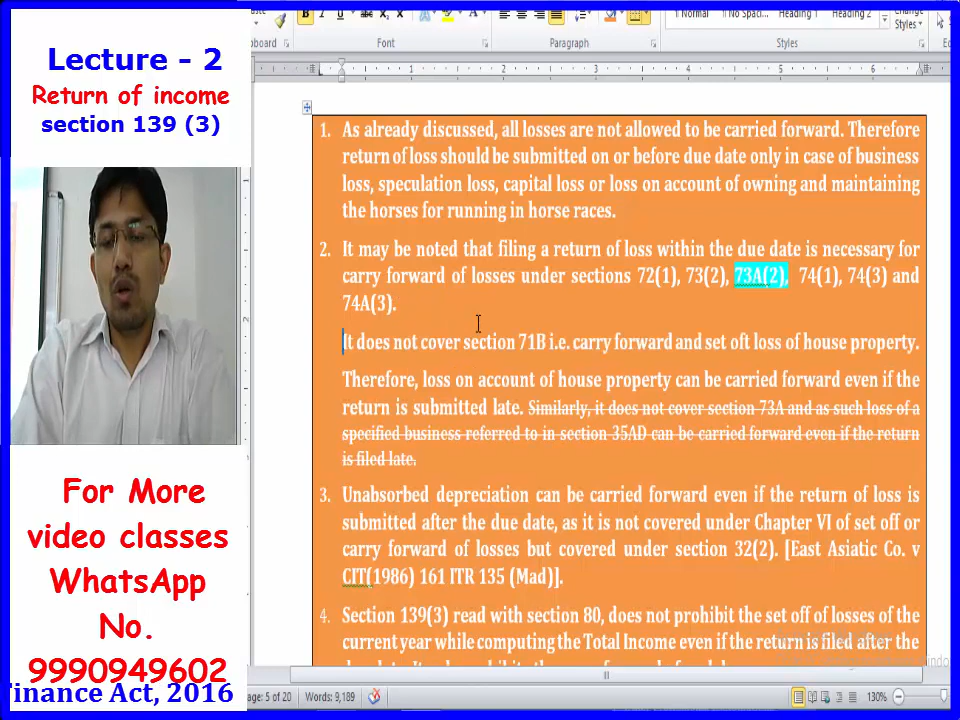 Lecture - 2
Return of income
section 139 (3)
For More
video classes
WhatsApp
No.
9990949602
Finance Act, 2016
Change
Normal
No Spaci...
Heading 1
Heading 2
Styles
Font
Paragraph
Styles
1. As already discussed, all losses are not allowed to be carried forward. Therefore
return of loss should be submitted on or before due date only in case of business
loss, speculation loss, capital loss or loss on account of owning and maintaining
the horses for running in horse races.
2. It may be noted that filing a return of loss within the due date is necessary for
carry forward of losses under sections 72(1), 73(2), 73A(2), 74(1), 74(3) and
74A(3).
It does not cover section 71B i.e. carry forward and set oft loss of house property.
Therefore, loss on account of house property can be carried forward even if the
return is submitted late. Similarly, it does not cover section 73A and as such loss of a
specified business referred to in section 35AD can be carried forward even if the return
is filed late.
3. Unabsorbed depreciation can be carried forward even if the return of loss is
submitted after the due date, as it is not covered under Chapter VI of set off or
carry forward of losses but covered under section 32(2). [East Asiatic Co. v
CIT(1986) 161 ITR 135 (Mad)].
4. Section 139(3) read with section 80, does not prohibit the set off of losses of the
current year while computing the Total Income even if the return is filed after the
age: 5 of 20
Words: 9,189
130%